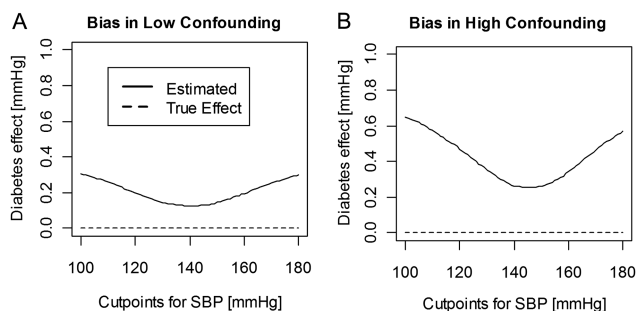 A
Bias in Low Confounding
Diabetes effect [mmHg]
0.0 0.2 0.4 0.6 0.8 1.0
Estimated
True Effect
100 120 140 160 180
Cutpoints for SBP [mmHg]
B
Bias in High Confounding
Diabetes effect [mmHg]
0.0 0.2 0.4 0.6 0.8 1.0
100 120 140 160 180
Cutpoints for SBP [mmHg]